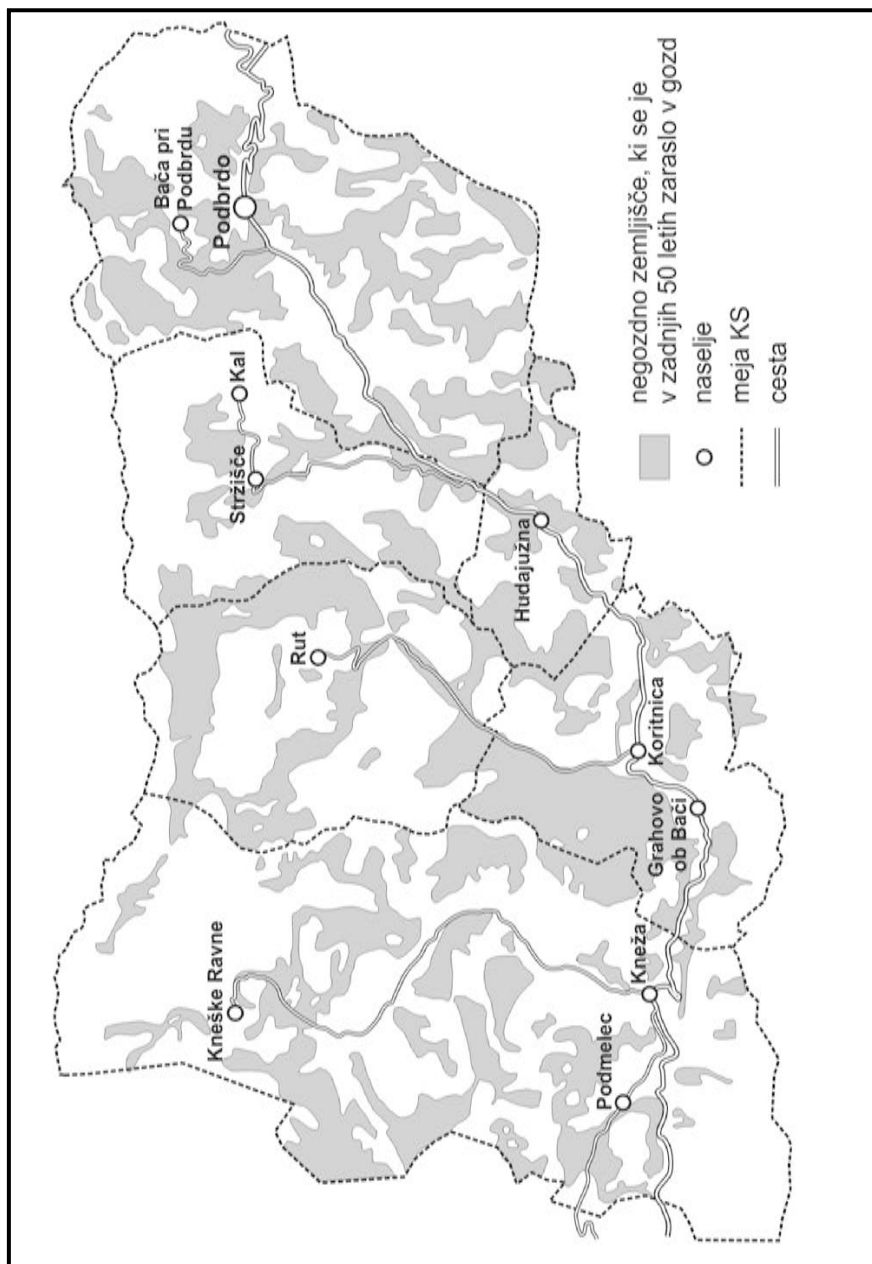 Kneške Ravne
Podmelec
Kneža
Grahovo
ob Bači
Koritnica
Rut
Hudajužna
Stržišče
Kal
Bača pri
Podbrdu
Podbrdo
negozdno zemljišče, ki se je
v zadnjih 50 letih zaraslo v gozd
naselje
meja KS
cesta